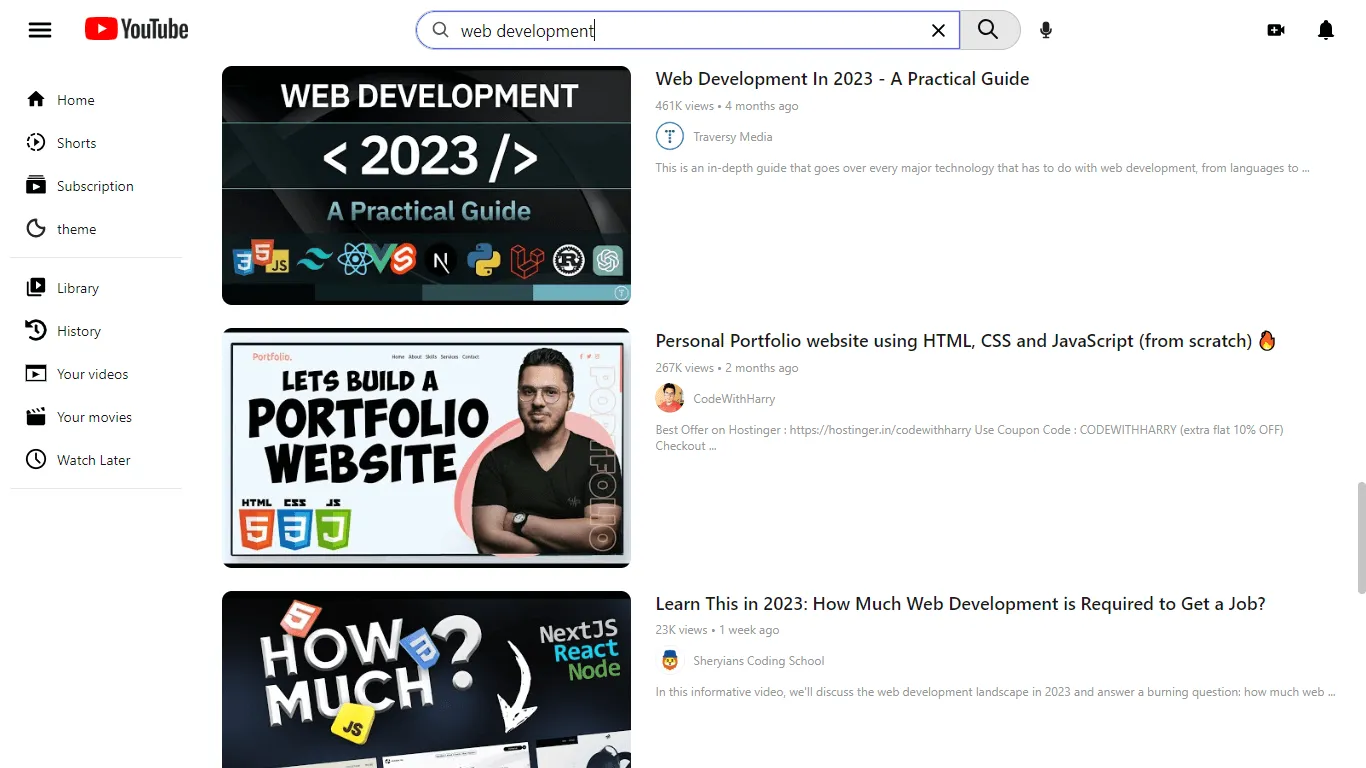 YouTube
web development
Home
Shorts
Subscription
theme
Library
History
Your videos
Your movies
Watch Later
WEB DEVELOPMENT
< 2023 />
A Practical Guide
3 5 JS N R
Web Development In 2023 - A Practical Guide
461K views • 4 months ago
Traversy Media
This is an in-depth guide that goes over every major technology that has to do with web development, from languages to ...
Portfolio.
Home About Skills Services Contact
LETS BUILD A
PORTFOLIO
WEBSITE
HTML CSS JS
PORTFOLIO
Personal Portfolio website using HTML, CSS and JavaScript (from scratch) 🔥
267K views • 2 months ago
CodeWithHarry
Best Offer on Hostinger : https://hostinger.in/codewithharry Use Coupon Code : CODEWITHHARRY (extra flat 10% OFF)
Checkout ...
HOW
MUCH
?
JS
NextJS
React
Node
Learn This in 2023: How Much Web Development is Required to Get a Job?
23K views • 1 week ago
Sheryians Coding School
In this informative video, we'll discuss the web development landscape in 2023 and answer a burning question: how much web ...